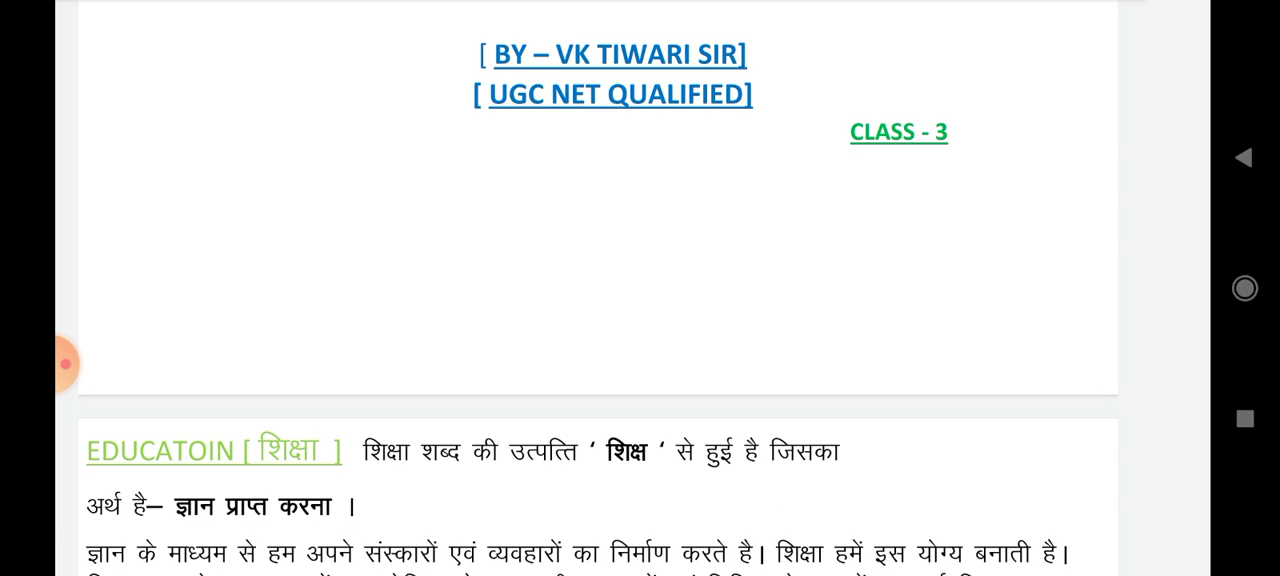 [ BY – VK TIWARI SIR]
[ UGC NET QUALIFIED]
CLASS - 3
EDUCATOIN [ शिक्षा ] शिक्षा शब्द की उत्पत्ति ‘ शिक्ष ‘ से हुई है जिसका
अर्थ है– ज्ञान प्राप्त करना ।
ज्ञान के माध्यम से हम अपने संस्कारों एवं व्यवहारों का निर्माण करते है। शिक्षा हमें इस योग्य बनाती है।